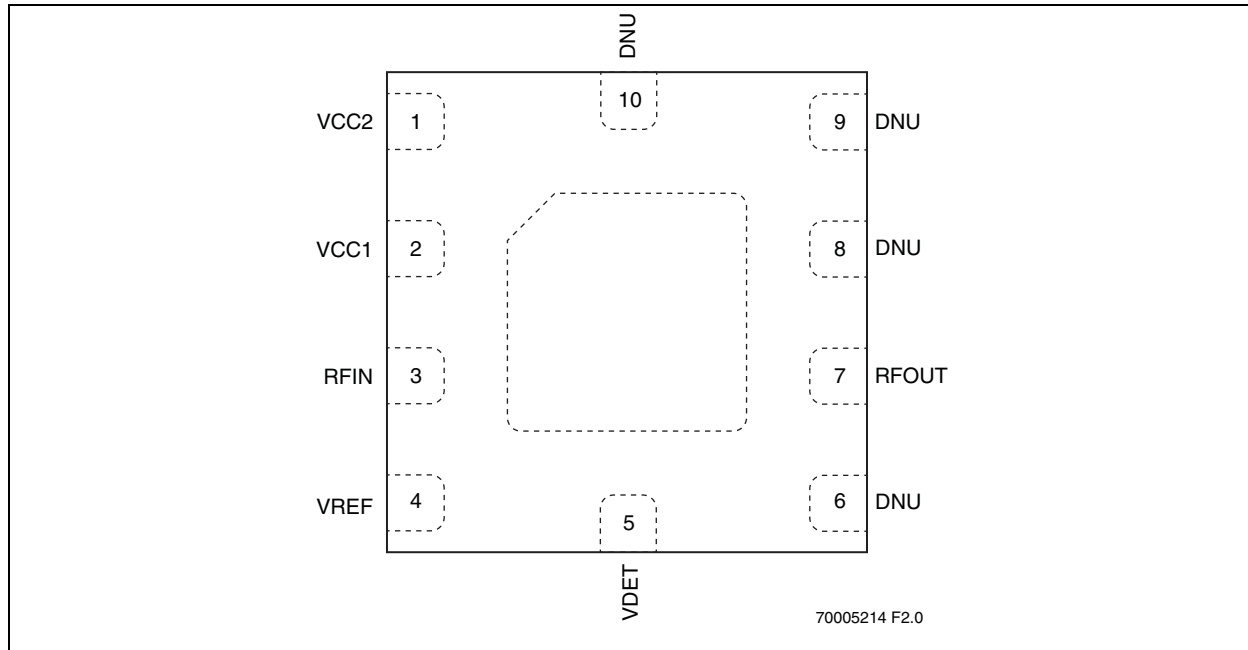 DNU
10
VCC2 1
9 DNU
VCC1 2
8 DNU
RFIN 3
7 RFOUT
VREF 4
6 DNU
5
VDET
70005214 F2.0